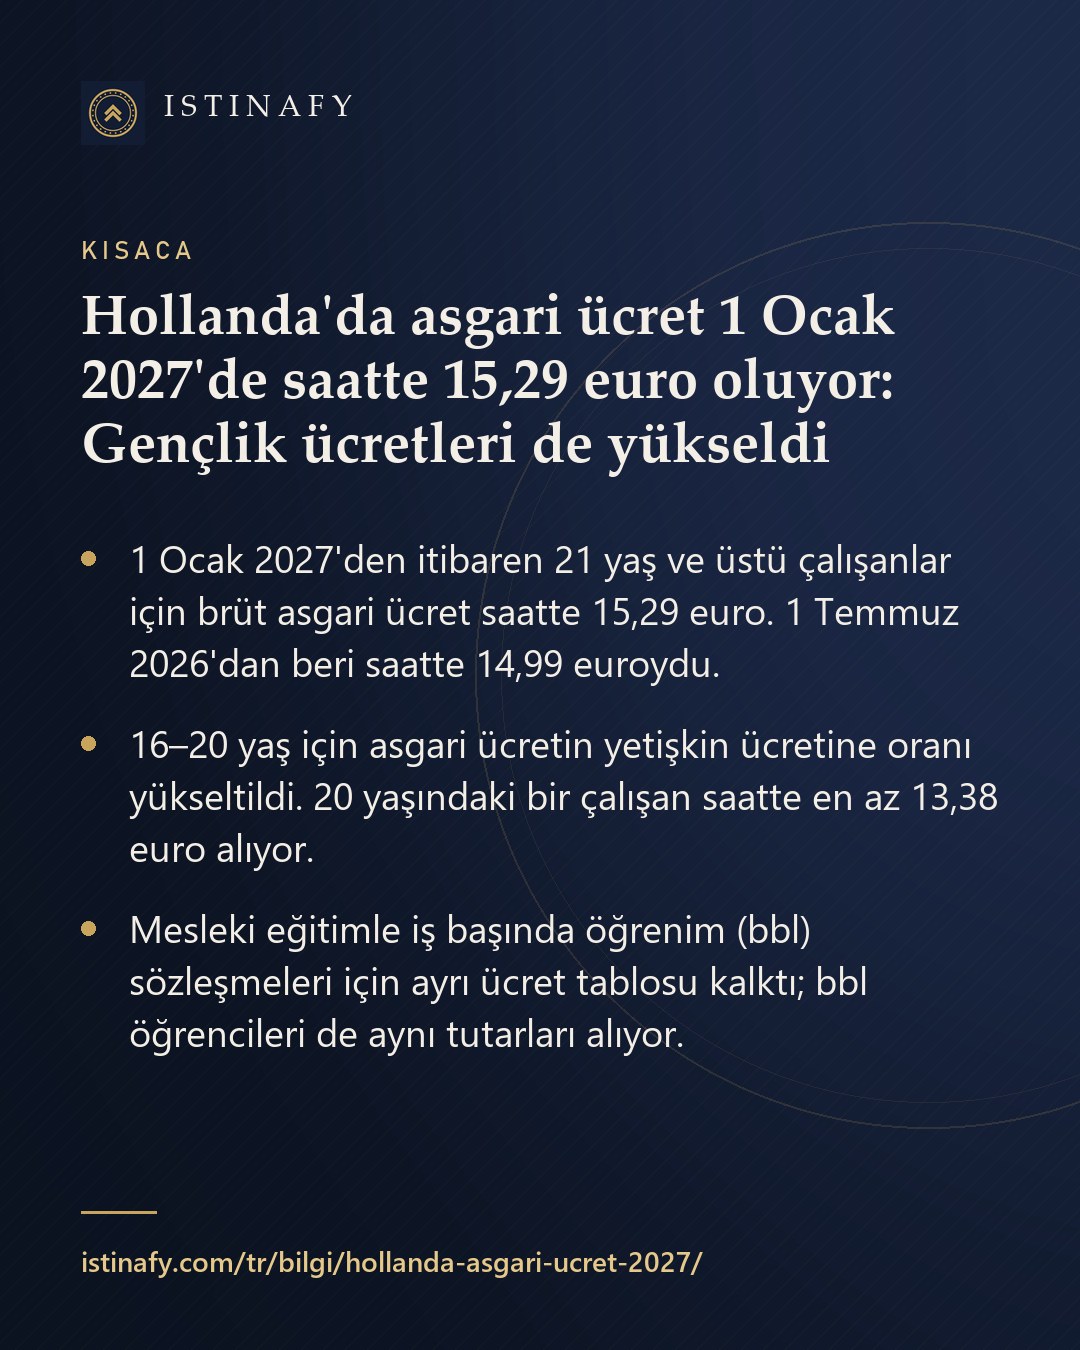 ISTINAFY
KISACA
Hollanda'da asgari ücret 1 Ocak
2027'de saatte 15,29 euro oluyor:
Gençlik ücretleri de yükseldi
1 Ocak 2027'den itibaren 21 yaş ve üstü çalışanlar
için brüt asgari ücret saatte 15,29 euro. 1 Temmuz
2026'dan beri saatte 14,99 euroydu.
16–20 yaş için asgari ücretin yetişkin ücretine oranı
yükseltildi. 20 yaşındaki bir çalışan saatte en az 13,38
euro alıyor.
Mesleki eğitimle iş başında öğrenim (bbl)
sözleşmeleri için ayrı ücret tablosu kalktı; bbl
öğrencileri de aynı tutarları alıyor.
istinafy.com/tr/bilgi/hollanda-asgari-ucret-2027/